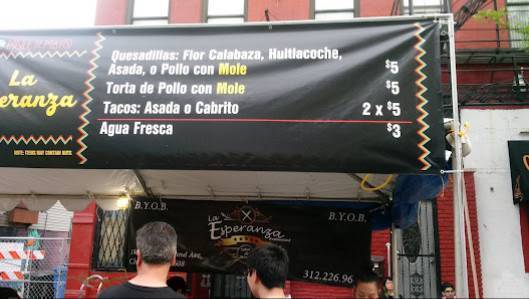 La
Esperanza
Quesadillas: Flor Calabaza, Huitlacoche,
Asada, o Pollo con Mole $5
Torta de Pollo con Mole $5
Tacos: Asada o Cabrito 2 x $5
Agua Fresca $3
B.Y.O.B.
B.Y.O.B.
La
Esperanza
312.226.96